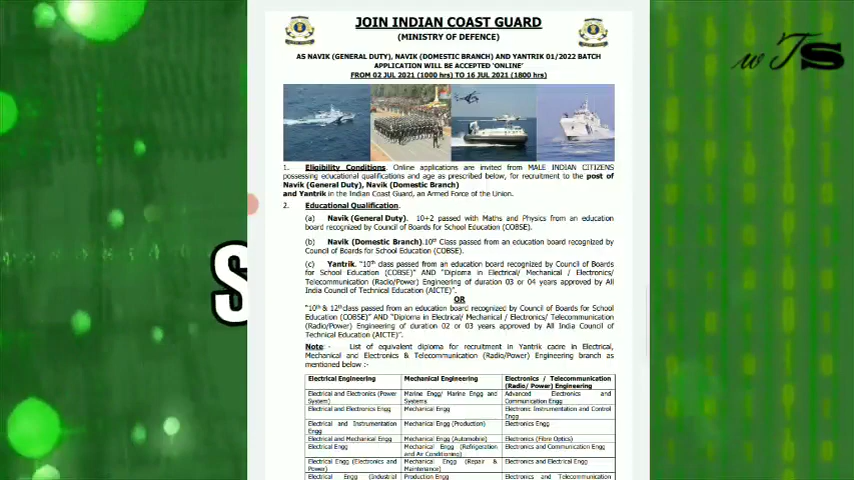 JOIN INDIAN COAST GUARD
(MINISTRY OF DEFENCE)
AS NAVIK (GENERAL DUTY), NAVIK (DOMESTIC BRANCH) AND YANTRIK 01/2022 BATCH
APPLICATION WILL BE ACCEPTED 'ONLINE'
FROM 02 JUL 2021 (1000 hrs) TO 16 JUL 2021 (1800 hrs)
wTS
1. Eligibility Conditions. Online applications are invited from MALE INDIAN CITIZENS
possessing educational qualifications and age as prescribed below, for recruitment to the post of
Navik (General Duty), Navik (Domestic Branch)
and Yantrik in the Indian Coast Guard, an Armed Force of the Union.
2. Educational Qualification.
(a) Navik (General Duty). 10+2 passed with Maths and Physics from an education
board recognized by Council of Boards for School Education (COBSE).
(b) Navik (Domestic Branch).10th Class passed from an education board recognized by
Council of Boards for School Education (COBSE).
(c) Yantrik. "10th class passed from an education board recognized by Council of Boards
for School Education (COBSE)" AND "Diploma in Electrical/ Mechanical / Electronics/
Telecommunication (Radio/Power) Engineering of duration 03 or 04 years approved by All
India Council of Technical Education (AICTE)".
OR
"10th & 12th class passed from an education board recognized by Council of Boards for School
Education (COBSE)" AND "Diploma in Electrical/ Mechanical / Electronics/ Telecommunication
(Radio/Power) Engineering of duration 02 or 03 years approved by All India Council of
Technical Education (AICTE)".
Note:- List of equivalent diploma for recruitment in Yantrik cadre in Electrical,
Mechanical and Electronics & Telecommunication (Radio/Power) Engineering branch as
mentioned below :-
Electrical Engineering Mechanical Engineering Electronics / Telecommunication
(Radio/ Power) Engineering
Electrical and Electronics (Power Marine Engg/ Marine Engg and Advanced Electronics and
System) Systems Communication Engg
Electrical and Electronics Engg Mechanical Engg Electronic Instrumentation and Control
Engg
Electrical and Instrumentation Mechanical Engg (Production) Electronics Engg
Engg
Electrical and Mechanical Engg Mechanical Engg (Automobile) Electronics (Fibre Optics)
Electrical Engg Mechanical Engg (Refrigeration Electronics and Communication Engg
and Air Conditioning)
Electrical Engg (Electronics and Mechanical Engg (Repair & Electronics and Electrical Engg
Power) Maintenance)
Electrical Engg (Industrial Production Engg Electronics and Telecommunication
S